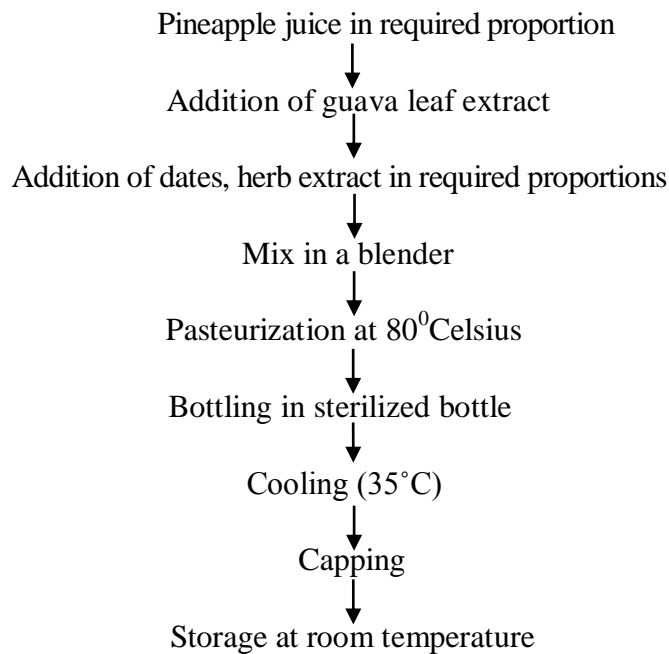 Pineapple juice in required proportion
Addition of guava leaf extract
Addition of dates, herb extract in required proportions
Mix in a blender
Pasteurization at 80⁰Celsius
Bottling in sterilized bottle
Cooling (35˚C)
Capping
Storage at room temperature